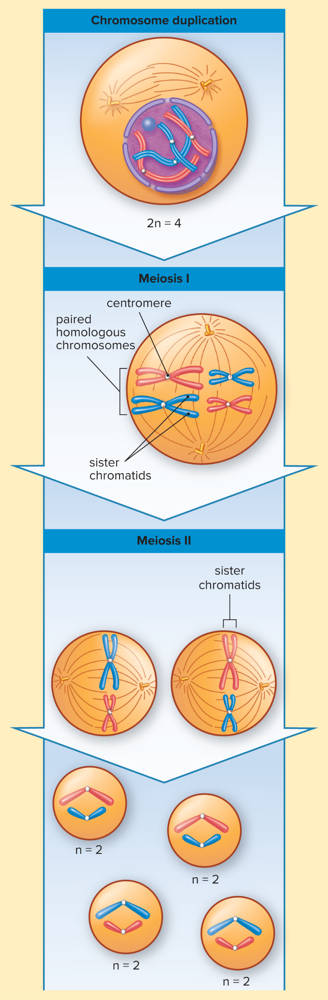 Chromosome duplication
2n = 4
Meiosis I
centromere
paired
homologous
chromosomes
sister
chromatids
Meiosis II
sister
chromatids
n = 2
n = 2
n = 2
n = 2